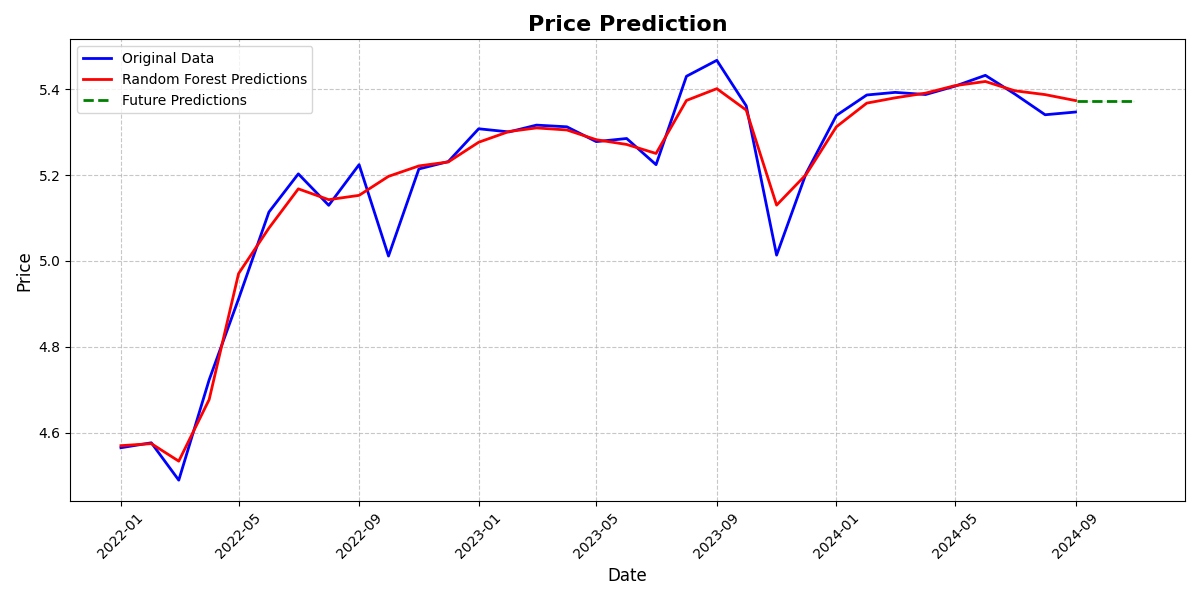 Price Prediction
Original Data
Random Forest Predictions
Future Predictions
Price
5.4
5.2
5.0
4.8
4.6
2022-01
2022-05
2022-09
2023-01
2023-05
2023-09
2024-01
2024-05
2024-09
Date